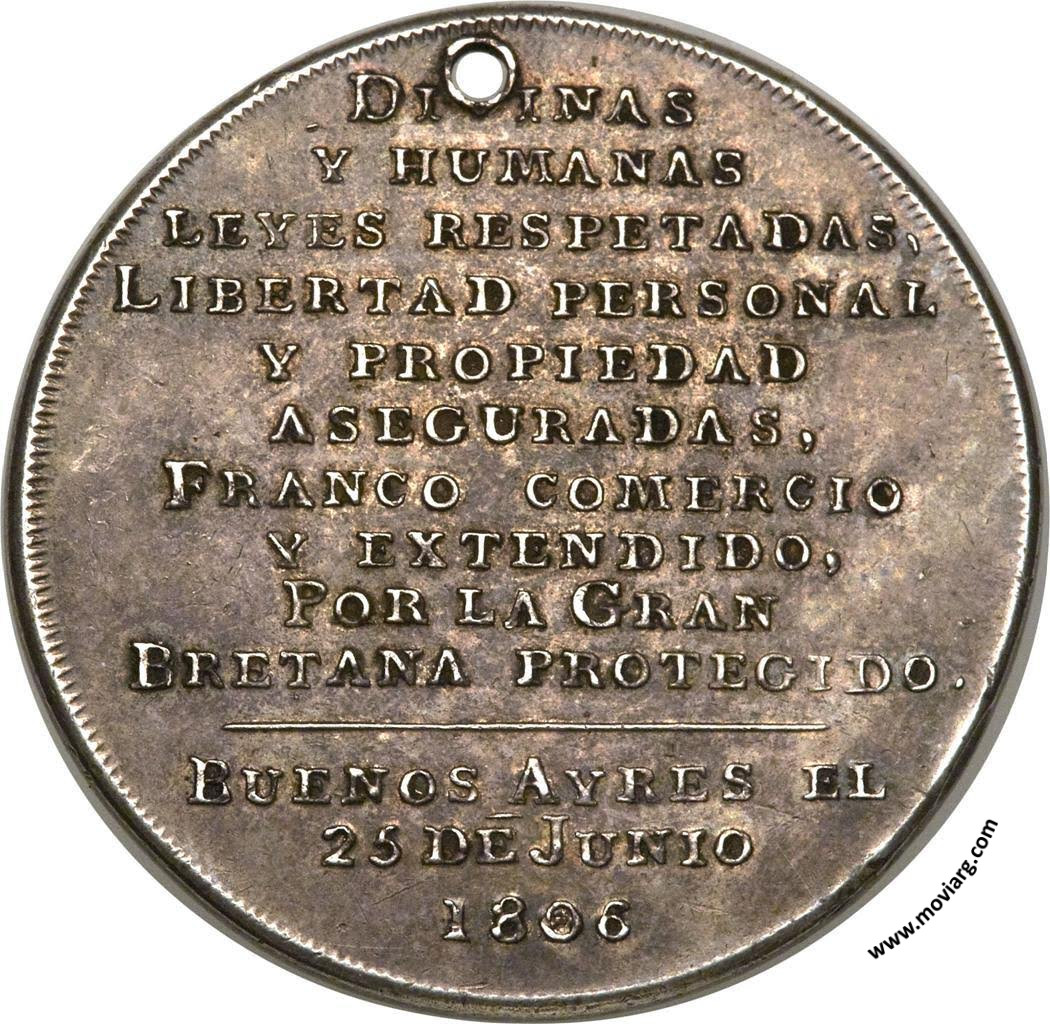 DIVINAS
Y HUMANAS
LEYES RESPETADAS,
LIBERTAD PERSONAL
Y PROPIEDAD
ASEGURADAS,
FRANCO COMERCIO
Y EXTENDIDO,
POR LA GRAN
BRETANA PROTEGIDO.
BUENOS AYRES EL
25 DE JUNIO
1806
www.moviarg.com